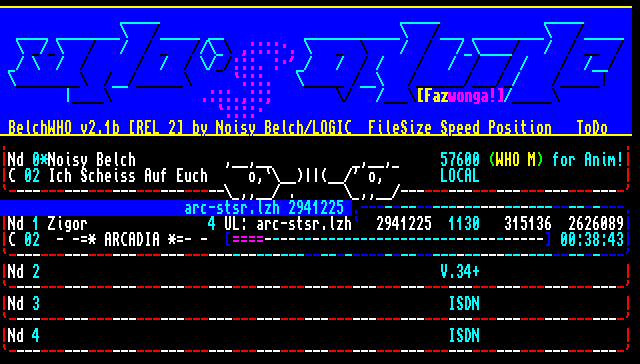 [Fazwonga!]
BelchWHO v2.1b [REL 2] by Noisy Belch/LOGIC FileSize Speed Position ToDo
Nd 0*Noisy Belch 57600 (WHO M) for Anim!
C 02 Ich Scheiss Auf Euch LOCAL
arc-stsr.lzh 2941225
Nd 1 Zigor 4 UL: arc-stsr.lzh 2941225 1130 315136 2626089
C 02 - -=* ARCADIA *=- - [==== ] 00:38:43
Nd 2 V.34+
Nd 3 ISDN
Nd 4 ISDN